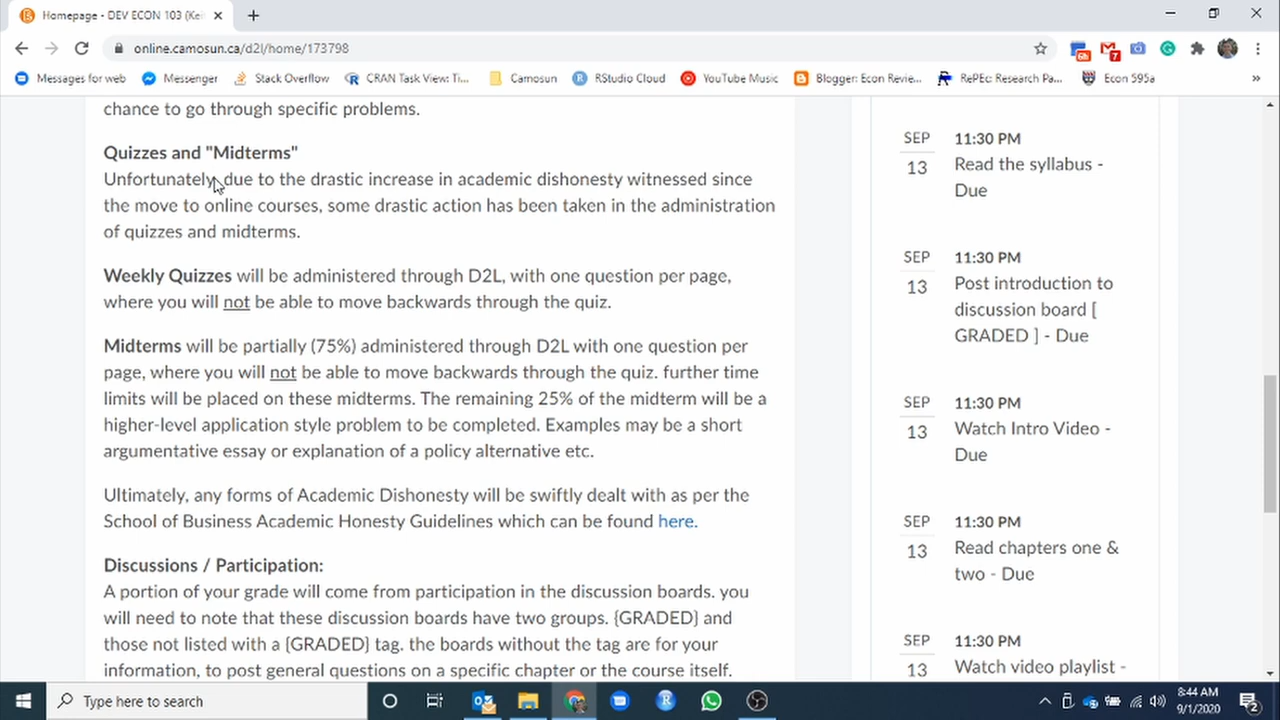 Homepage - DEV ECON 103 (Kei
online.camosun.ca/d2l/home/173798
6h
7
Messages for web
Messenger
Stack Overflow
CRAN Task View: Ti...
Camosun
RStudio Cloud
YouTube Music
Blogger: Econ Revie...
RePEc: Research Pa...
Econ 595a
»
chance to go through specific problems.
Quizzes and "Midterms"
Unfortunately, due to the drastic increase in academic dishonesty witnessed since
the move to online courses, some drastic action has been taken in the administration
of quizzes and midterms.
Weekly Quizzes will be administered through D2L, with one question per page,
where you will not be able to move backwards through the quiz.
Midterms will be partially (75%) administered through D2L with one question per
page, where you will not be able to move backwards through the quiz. further time
limits will be placed on these midterms. The remaining 25% of the midterm will be a
higher-level application style problem to be completed. Examples may be a short
argumentative essay or explanation of a policy alternative etc.
Ultimately, any forms of Academic Dishonesty will be swiftly dealt with as per the
School of Business Academic Honesty Guidelines which can be found here.
Discussions / Participation:
A portion of your grade will come from participation in the discussion boards. you
will need to note that these discussion boards have two groups. {GRADED} and
those not listed with a {GRADED} tag. the boards without the tag are for your
information, to post general questions on a specific chapter or the course itself.
SEP
13
11:30 PM
Read the syllabus -
Due
SEP
13
11:30 PM
Post introduction to
discussion board [
GRADED ] - Due
SEP
13
11:30 PM
Watch Intro Video -
Due
SEP
13
11:30 PM
Read chapters one &
two - Due
SEP
13
11:30 PM
Watch video playlist -
Type here to search
8:44 AM
9/1/2020
2